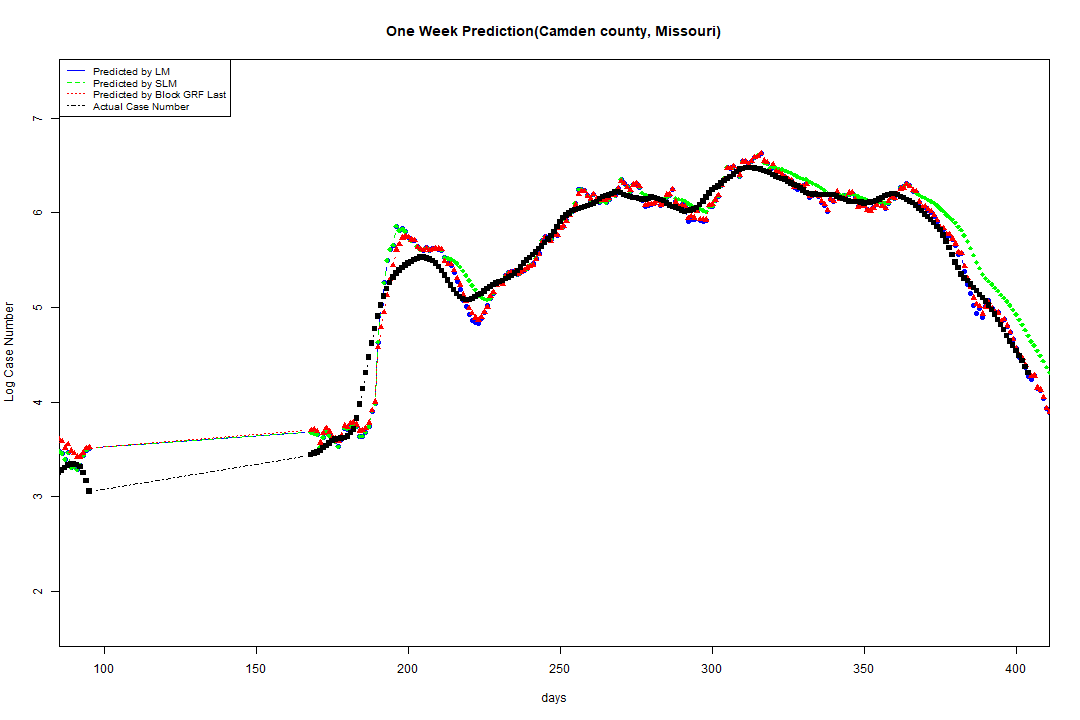 One Week Prediction(Camden county, Missouri)
Predicted by LM
Predicted by SLM
Predicted by Block GRF Last
Actual Case Number
Log Case Number
7
6
5
4
3
2
100 150 200 250 300 350 400
days